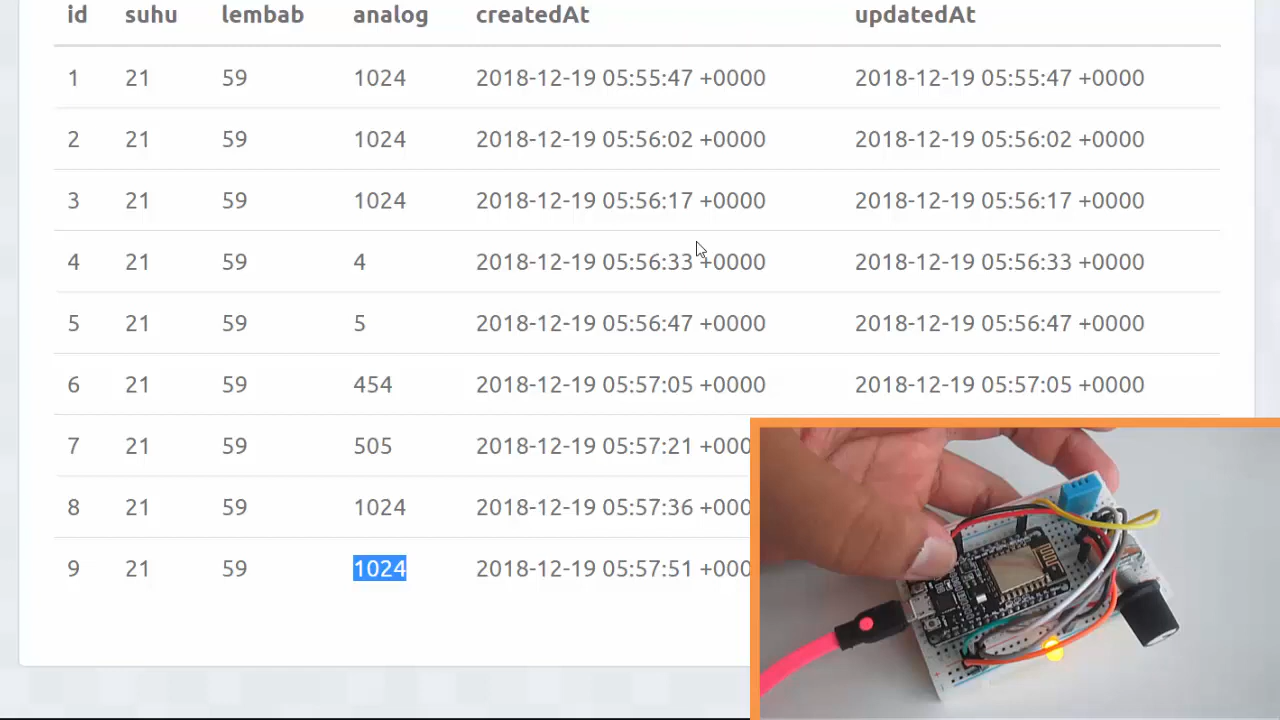 id suhu lembab analog createdAt updatedAt
1 21 59 1024 2018-12-19 05:55:47 +0000 2018-12-19 05:55:47 +0000
2 21 59 1024 2018-12-19 05:56:02 +0000 2018-12-19 05:56:02 +0000
3 21 59 1024 2018-12-19 05:56:17 +0000 2018-12-19 05:56:17 +0000
4 21 59 4 2018-12-19 05:56:33 +0000 2018-12-19 05:56:33 +0000
5 21 59 5 2018-12-19 05:56:47 +0000 2018-12-19 05:56:47 +0000
6 21 59 454 2018-12-19 05:57:05 +0000 2018-12-19 05:57:05 +0000
7 21 59 505 2018-12-19 05:57:21 +000
8 21 59 1024 2018-12-19 05:57:36 +000
9 21 59 1024 2018-12-19 05:57:51 +000